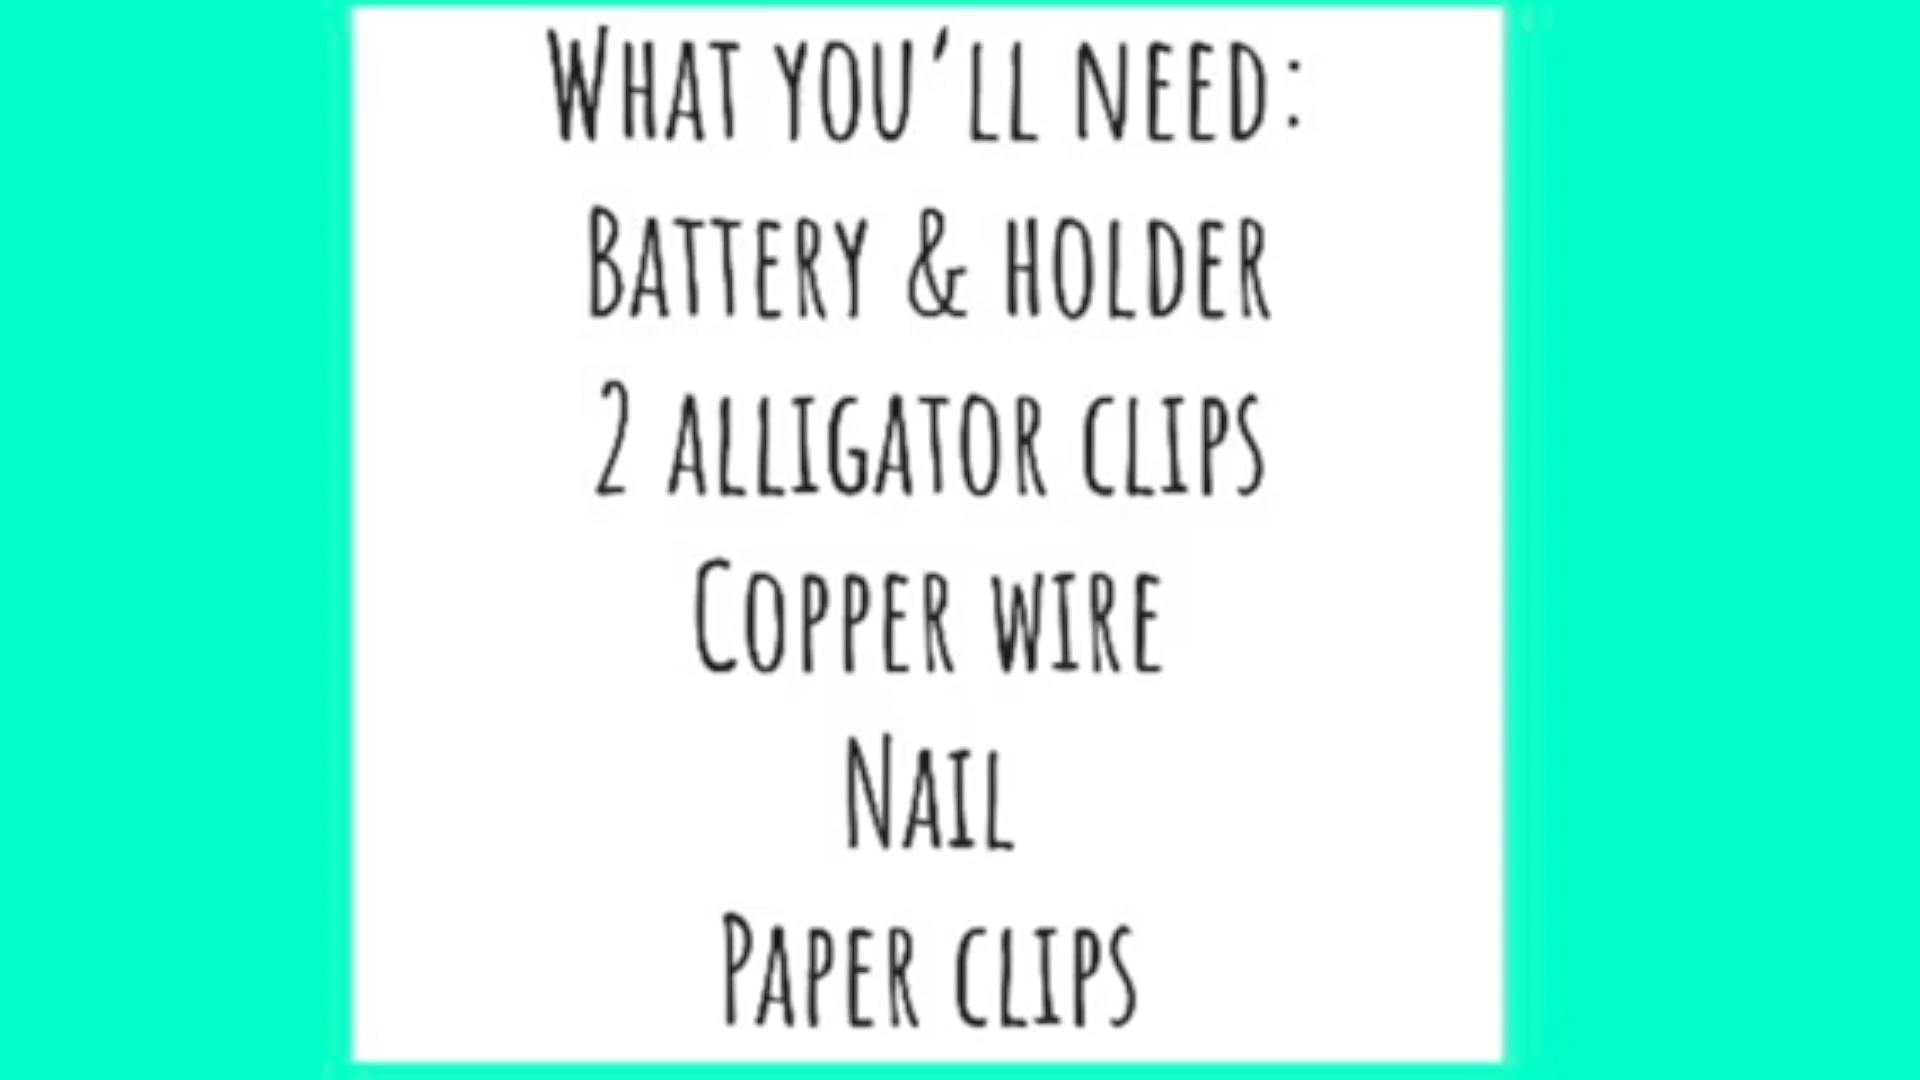 What you'll need:
Battery & holder
2 alligator clips
Copper wire
Nail
Paper clips